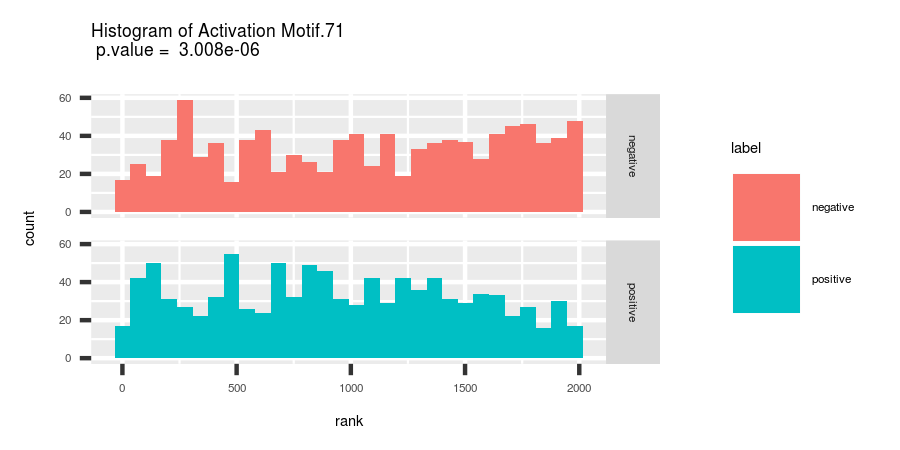 Histogram of Activation Motif.71
p.value = 3.008e-06
60
40
20
0
negative
60
40
20
0
positive
0 500 1000 1500 2000
rank
count
label
negative
positive